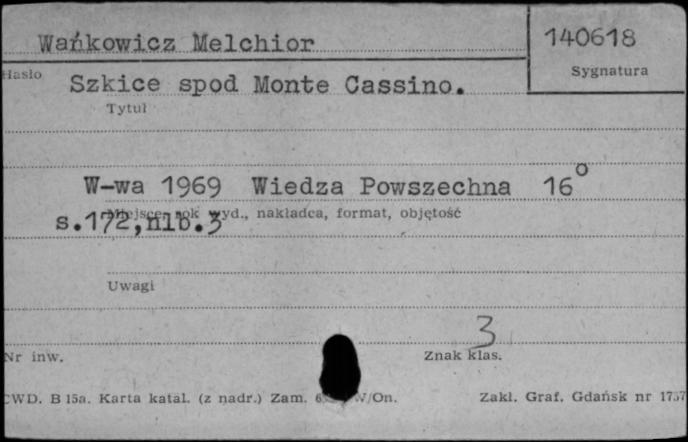 Wańkowicz Melchior
140618
Hasło
Sygnatura
Szkice spod Monte Cassino.
Tytuł
W-wa 1969 Wiedza Powszechna 16°
Miejsce, rok wyd., nakładca, format, objętość
s.172,nlb.3
Uwagi
3
Nr inw.
Znak klas.
CWD. B 15a. Karta katal. (z nadr.) Zam. W/On.
Zakl. Graf. Gdańsk nr